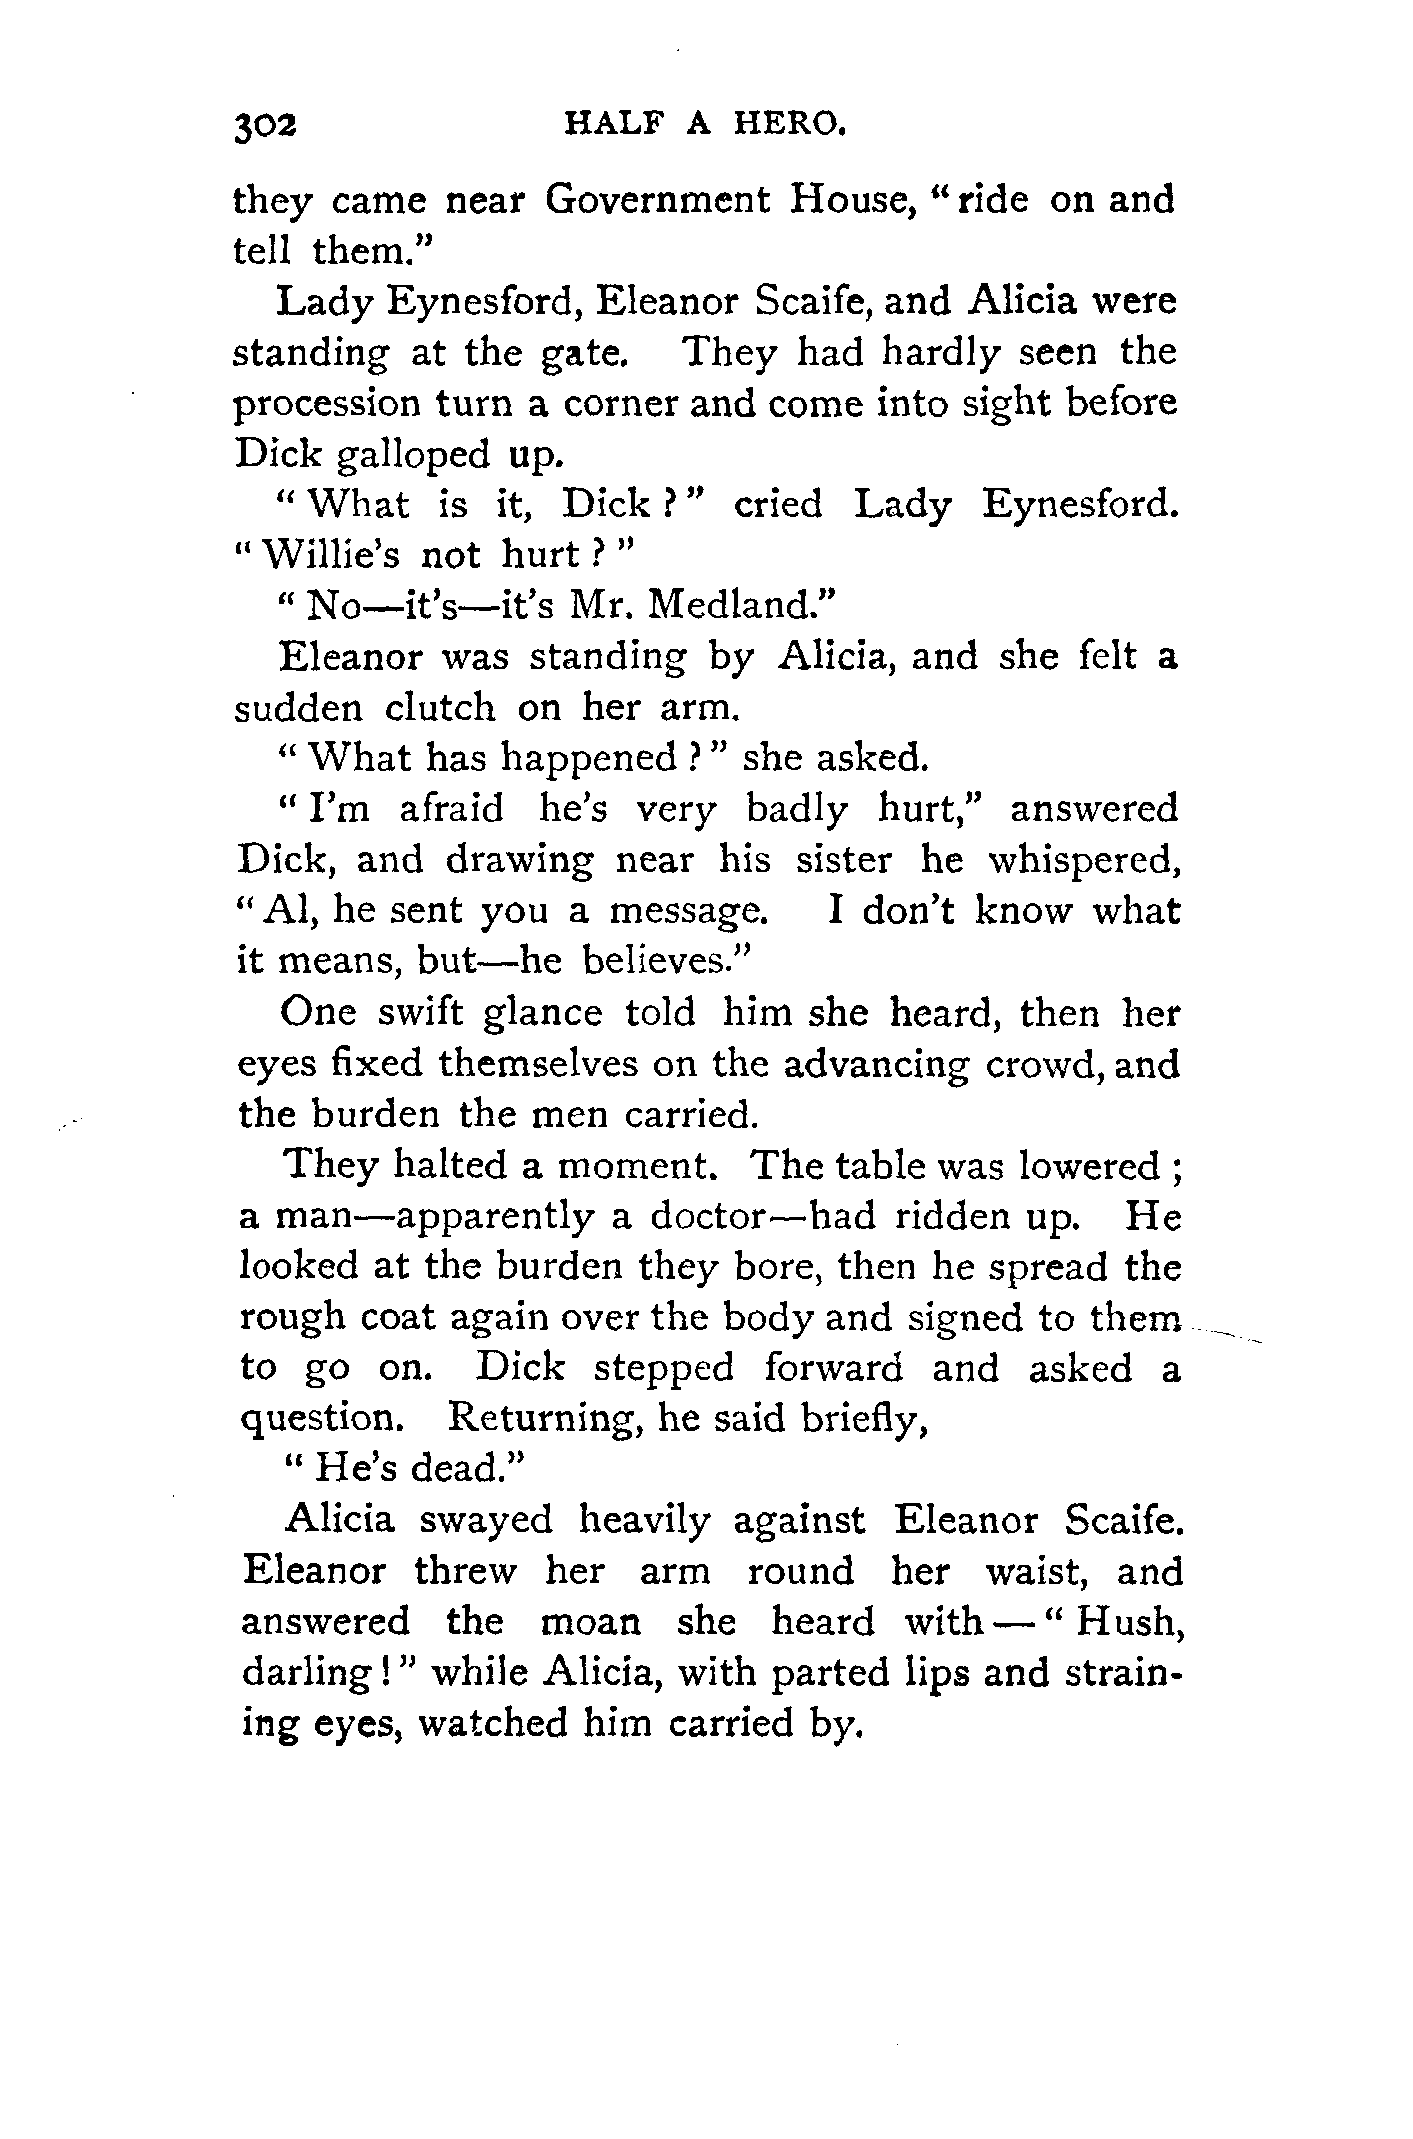 302 HALF A HERO.
they came near Government House, “ ride on and
tell them.”
Lady Eynesford, Eleanor Scaife, and Alicia were
standing at the gate. They had hardly seen the
procession turn a corner and come into sight before
Dick galloped up.
“ What is it, Dick ? ” cried Lady Eynesford.
“ Willie’s not hurt ? ”
“ No—it’s—it’s Mr. Medland.”
Eleanor was standing by Alicia, and she felt a
sudden clutch on her arm.
“ What has happened ? ” she asked.
“ I’m afraid he’s very badly hurt,” answered
Dick, and drawing near his sister he whispered,
“ Al, he sent you a message. I don’t know what
it means, but—he believes.”
One swift glance told him she heard, then her
eyes fixed themselves on the advancing crowd, and
the burden the men carried.
They halted a moment. The table was lowered ;
a man—apparently a doctor—had ridden up. He
looked at the burden they bore, then he spread the
rough coat again over the body and signed to them
to go on. Dick stepped forward and asked a
question. Returning, he said briefly,
“ He’s dead.”
Alicia swayed heavily against Eleanor Scaife.
Eleanor threw her arm round her waist, and
answered the moan she heard with — “ Hush,
darling ! ” while Alicia, with parted lips and strain-
ing eyes, watched him carried by.